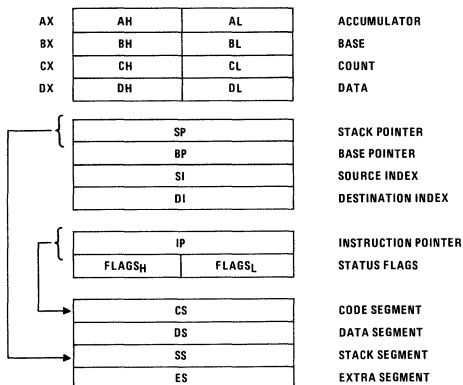 AX AH AL ACCUMULATOR
BX BH BL BASE
CX CH CL COUNT
DX DH DL DATA
SP STACK POINTER
BP BASE POINTER
SI SOURCE INDEX
DI DESTINATION INDEX
IP INSTRUCTION POINTER
FLAGSH FLAGSL STATUS FLAGS
CS CODE SEGMENT
DS DATA SEGMENT
SS STACK SEGMENT
ES EXTRA SEGMENT